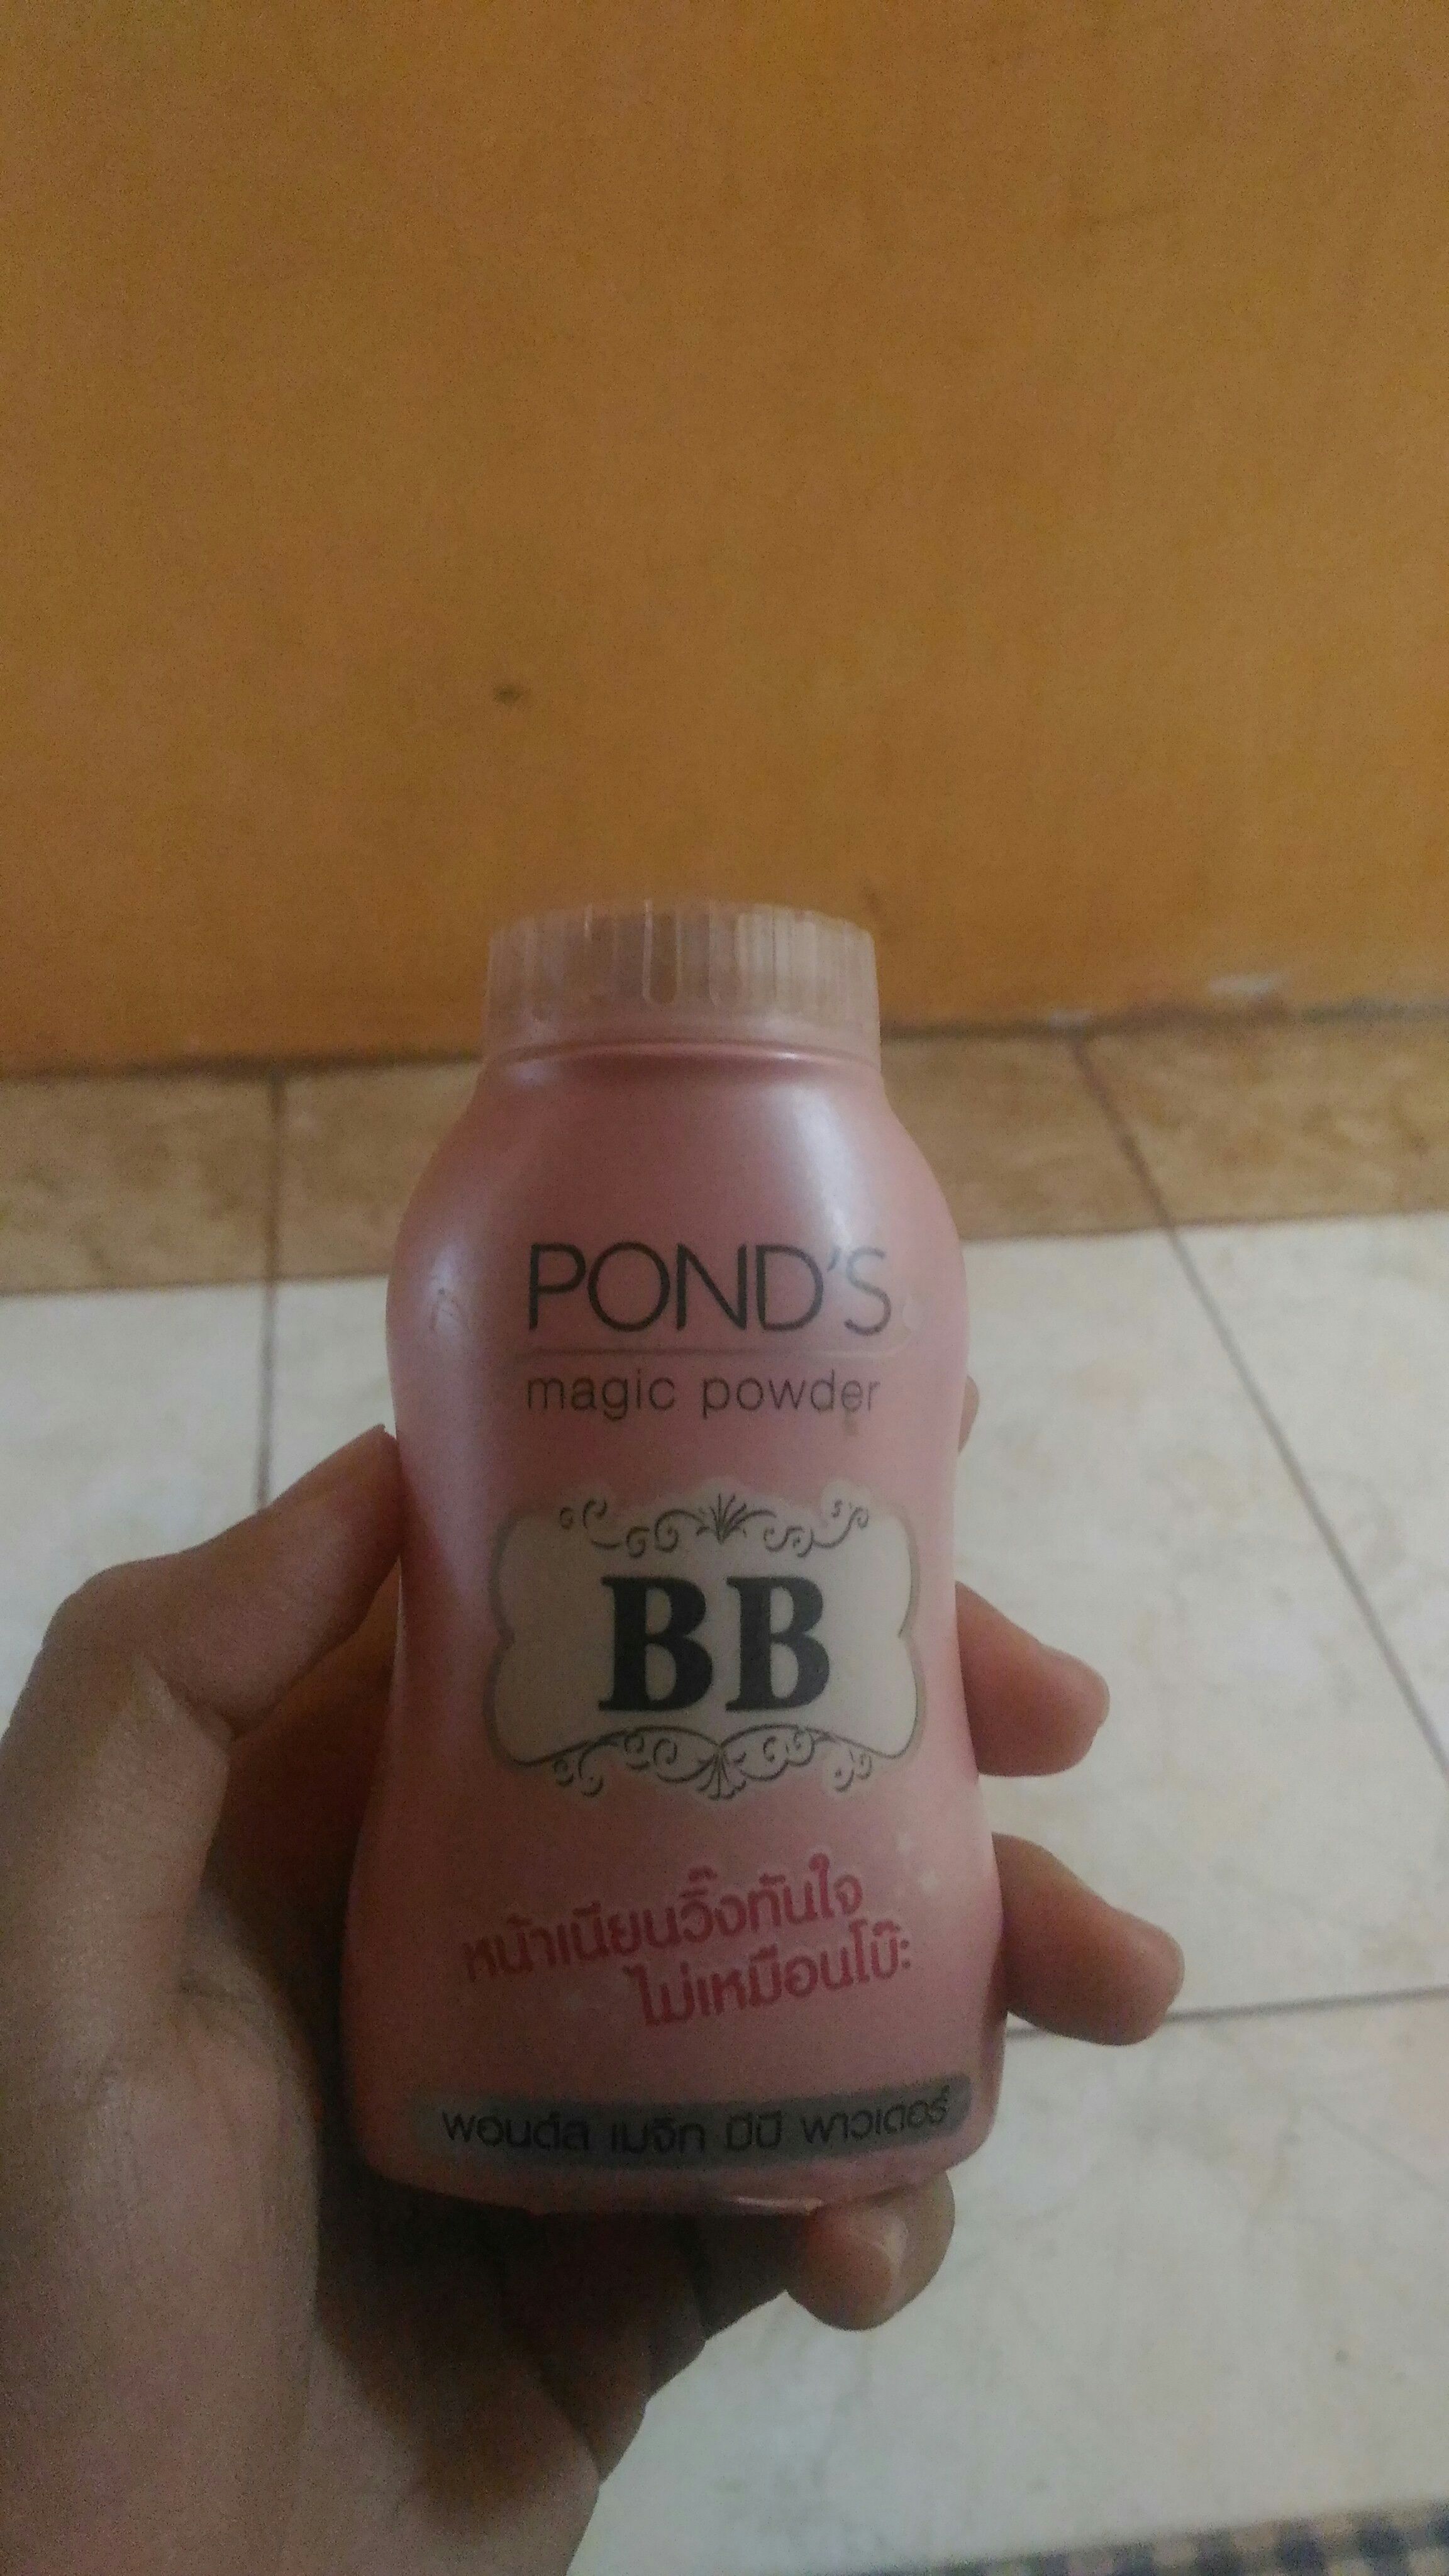 POND'S
magic powder
BB
หน้าเนียนวิ๊งทันใจ
ไม่เหมือนโบ๊ะ
พอนด์ส เมจิก บีบี พาวเดอร์